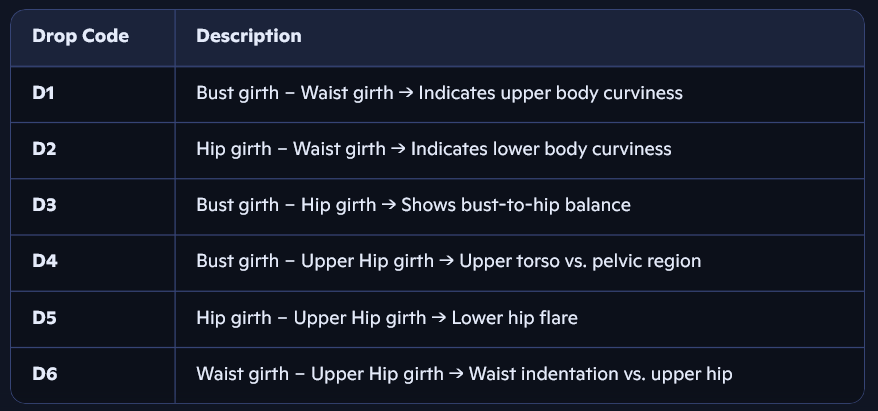 Drop Code Description
D1 Bust girth – Waist girth → Indicates upper body curviness
D2 Hip girth – Waist girth → Indicates lower body curviness
D3 Bust girth – Hip girth → Shows bust-to-hip balance
D4 Bust girth – Upper Hip girth → Upper torso vs. pelvic region
D5 Hip girth – Upper Hip girth → Lower hip flare
D6 Waist girth – Upper Hip girth → Waist indentation vs. upper hip